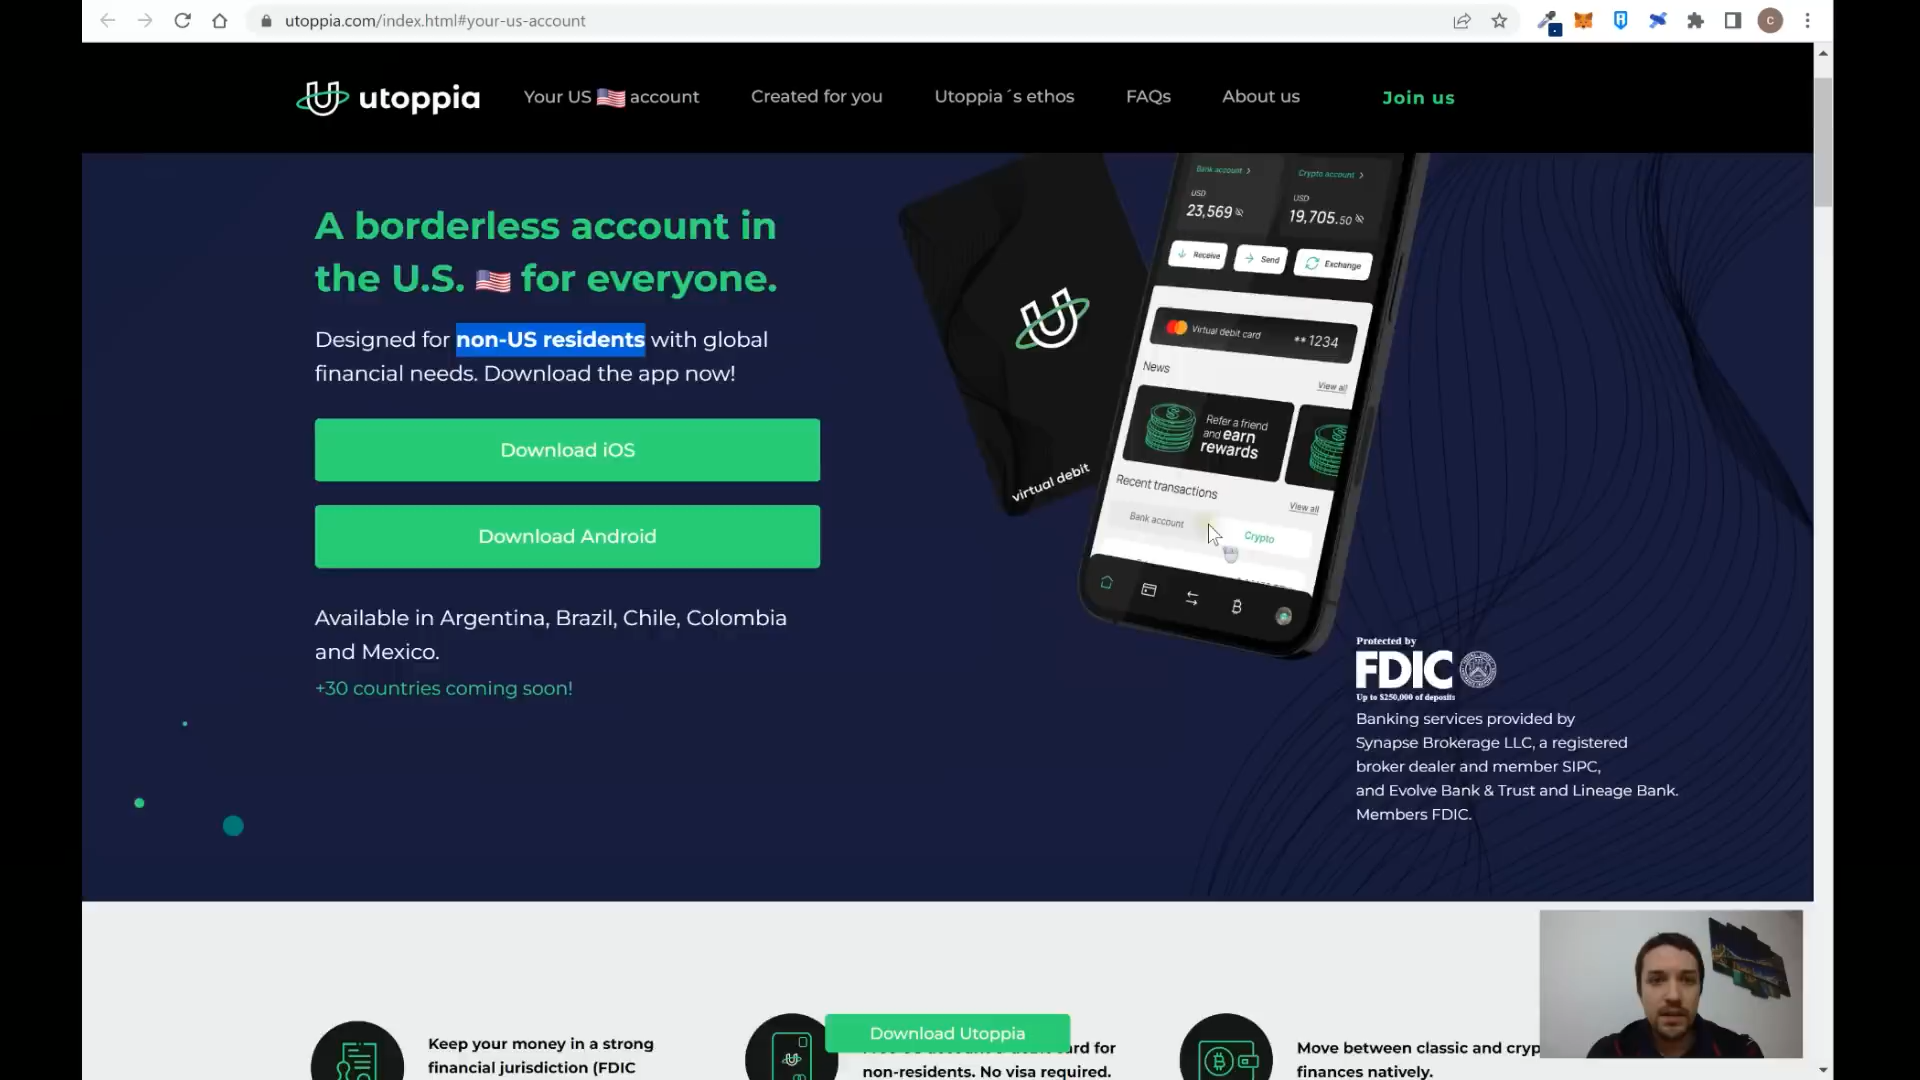 utoppia.com/index.html#your-us-account
C
utoppia
Your US 🇺🇸 account
Created for you
Utoppia´s ethos
FAQs
About us
Join us
A borderless account in
the U.S. 🇺🇸 for everyone.
Designed for non-US residents with global
financial needs. Download the app now!
Download iOS
Download Android
Available in Argentina, Brazil, Chile, Colombia
and Mexico.
+30 countries coming soon!
virtual debit
Bank account >
Crypto account >
USD
23,569
USD
19,705.50
Receive
Send
Exchange
Virtual debit card
**1234
News
View all
Refer a friend
and earn
rewards
Recent transactions
View all
Bank account
Crypto
Protected by
FDIC
Up to $250,000 of deposits
Banking services provided by
Synapse Brokerage LLC, a registered
broker dealer and member SIPC,
and Evolve Bank & Trust and Lineage Bank.
Members FDIC.
Download Utoppia
Keep your money in a strong
financial jurisdiction (FDIC
rd for
non-residents. No visa required.
Move between classic and cryp
finances natively.